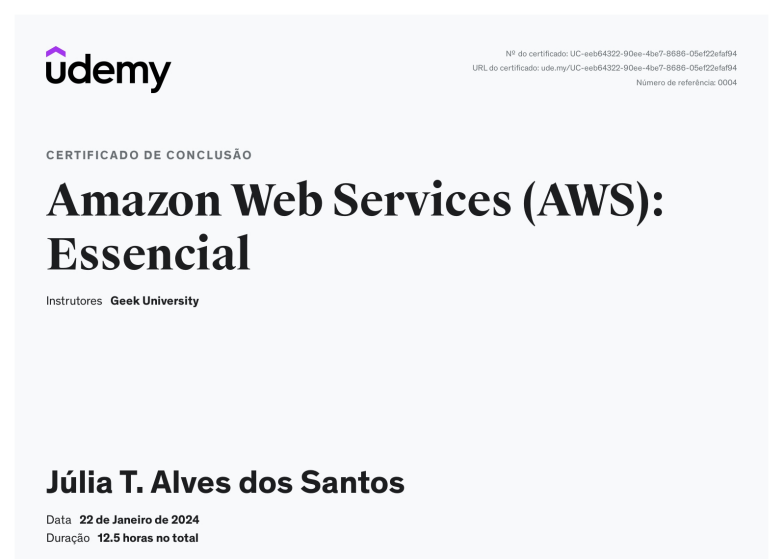 udemy
Nº do certificado: UC-eeb64322-90ee-4be7-8686-05ef22efaf94
URL do certificado: ude.my/UC-eeb64322-90ee-4be7-8686-05ef22efaf94
Número de referência: 0004
CERTIFICADO DE CONCLUSÃO
Amazon Web Services (AWS):
Essencial
Instrutores Geek University
Júlia T. Alves dos Santos
Data 22 de Janeiro de 2024
Duração 12.5 horas no total